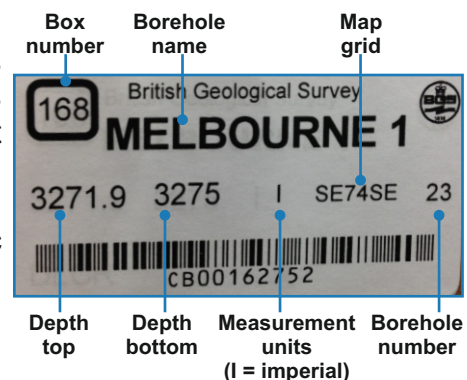 Box number Borehole name Map grid
168 British Geological Survey BGS
MELBOURNE 1
3271.9 3275 I SE74SE 23
CB00162752
Depth top Depth bottom Measurement units (I = imperial) Borehole number